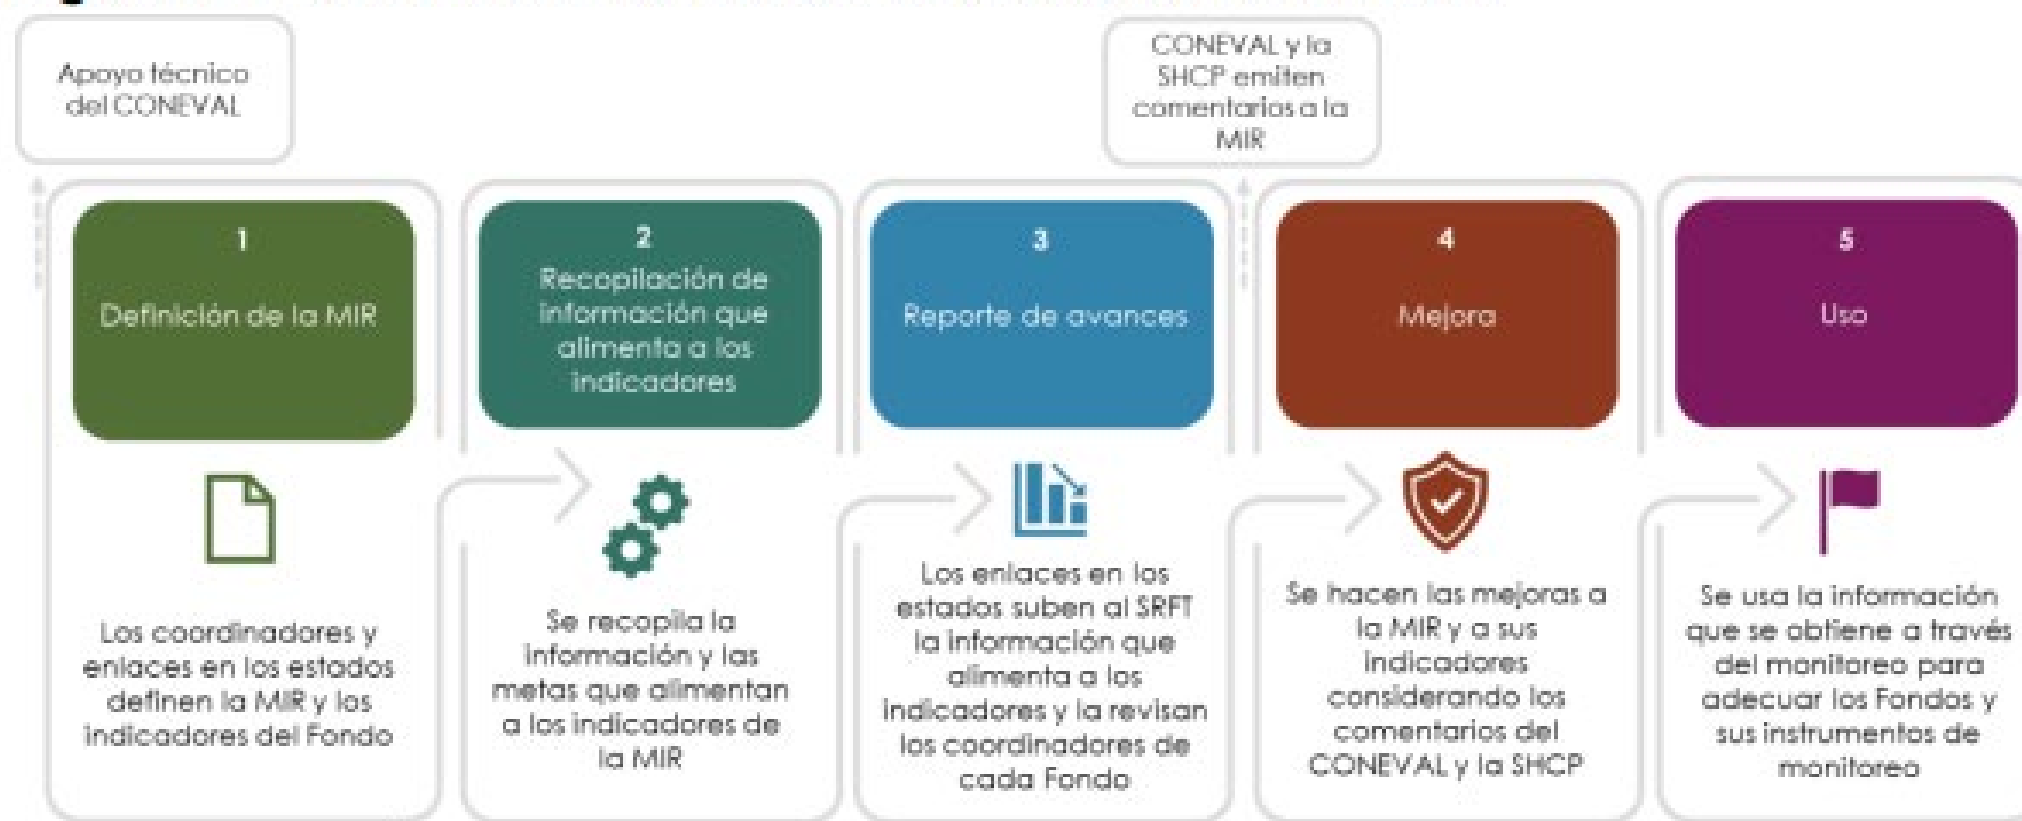 Apoyo técnico
del CONEVAL
CONEVAL y la
SHCP emiten
comentarios a la
MIR
1
Definición de la MIR
Los coordinadores y
enlaces en los estados
definen la MIR y los
indicadores del Fondo
2
Recopilación de
información que
alimenta a los
indicadores
Se recopila la
información y las
metas que alimentan
a los indicadores de
la MIR
3
Reporte de avances
Los enlaces en los
estados suben al SRFT
la información que
alimenta a los
indicadores y la revisan
los coordinadores de
cada Fondo
4
Mejora
Se hacen las mejoras a
la MIR y a sus
indicadores
considerando los
comentarios del
CONEVAL y la SHCP
5
Uso
Se usa la información
que se obtiene a través
del monitoreo para
adecuar los Fondos y
sus instrumentos de
monitoreo